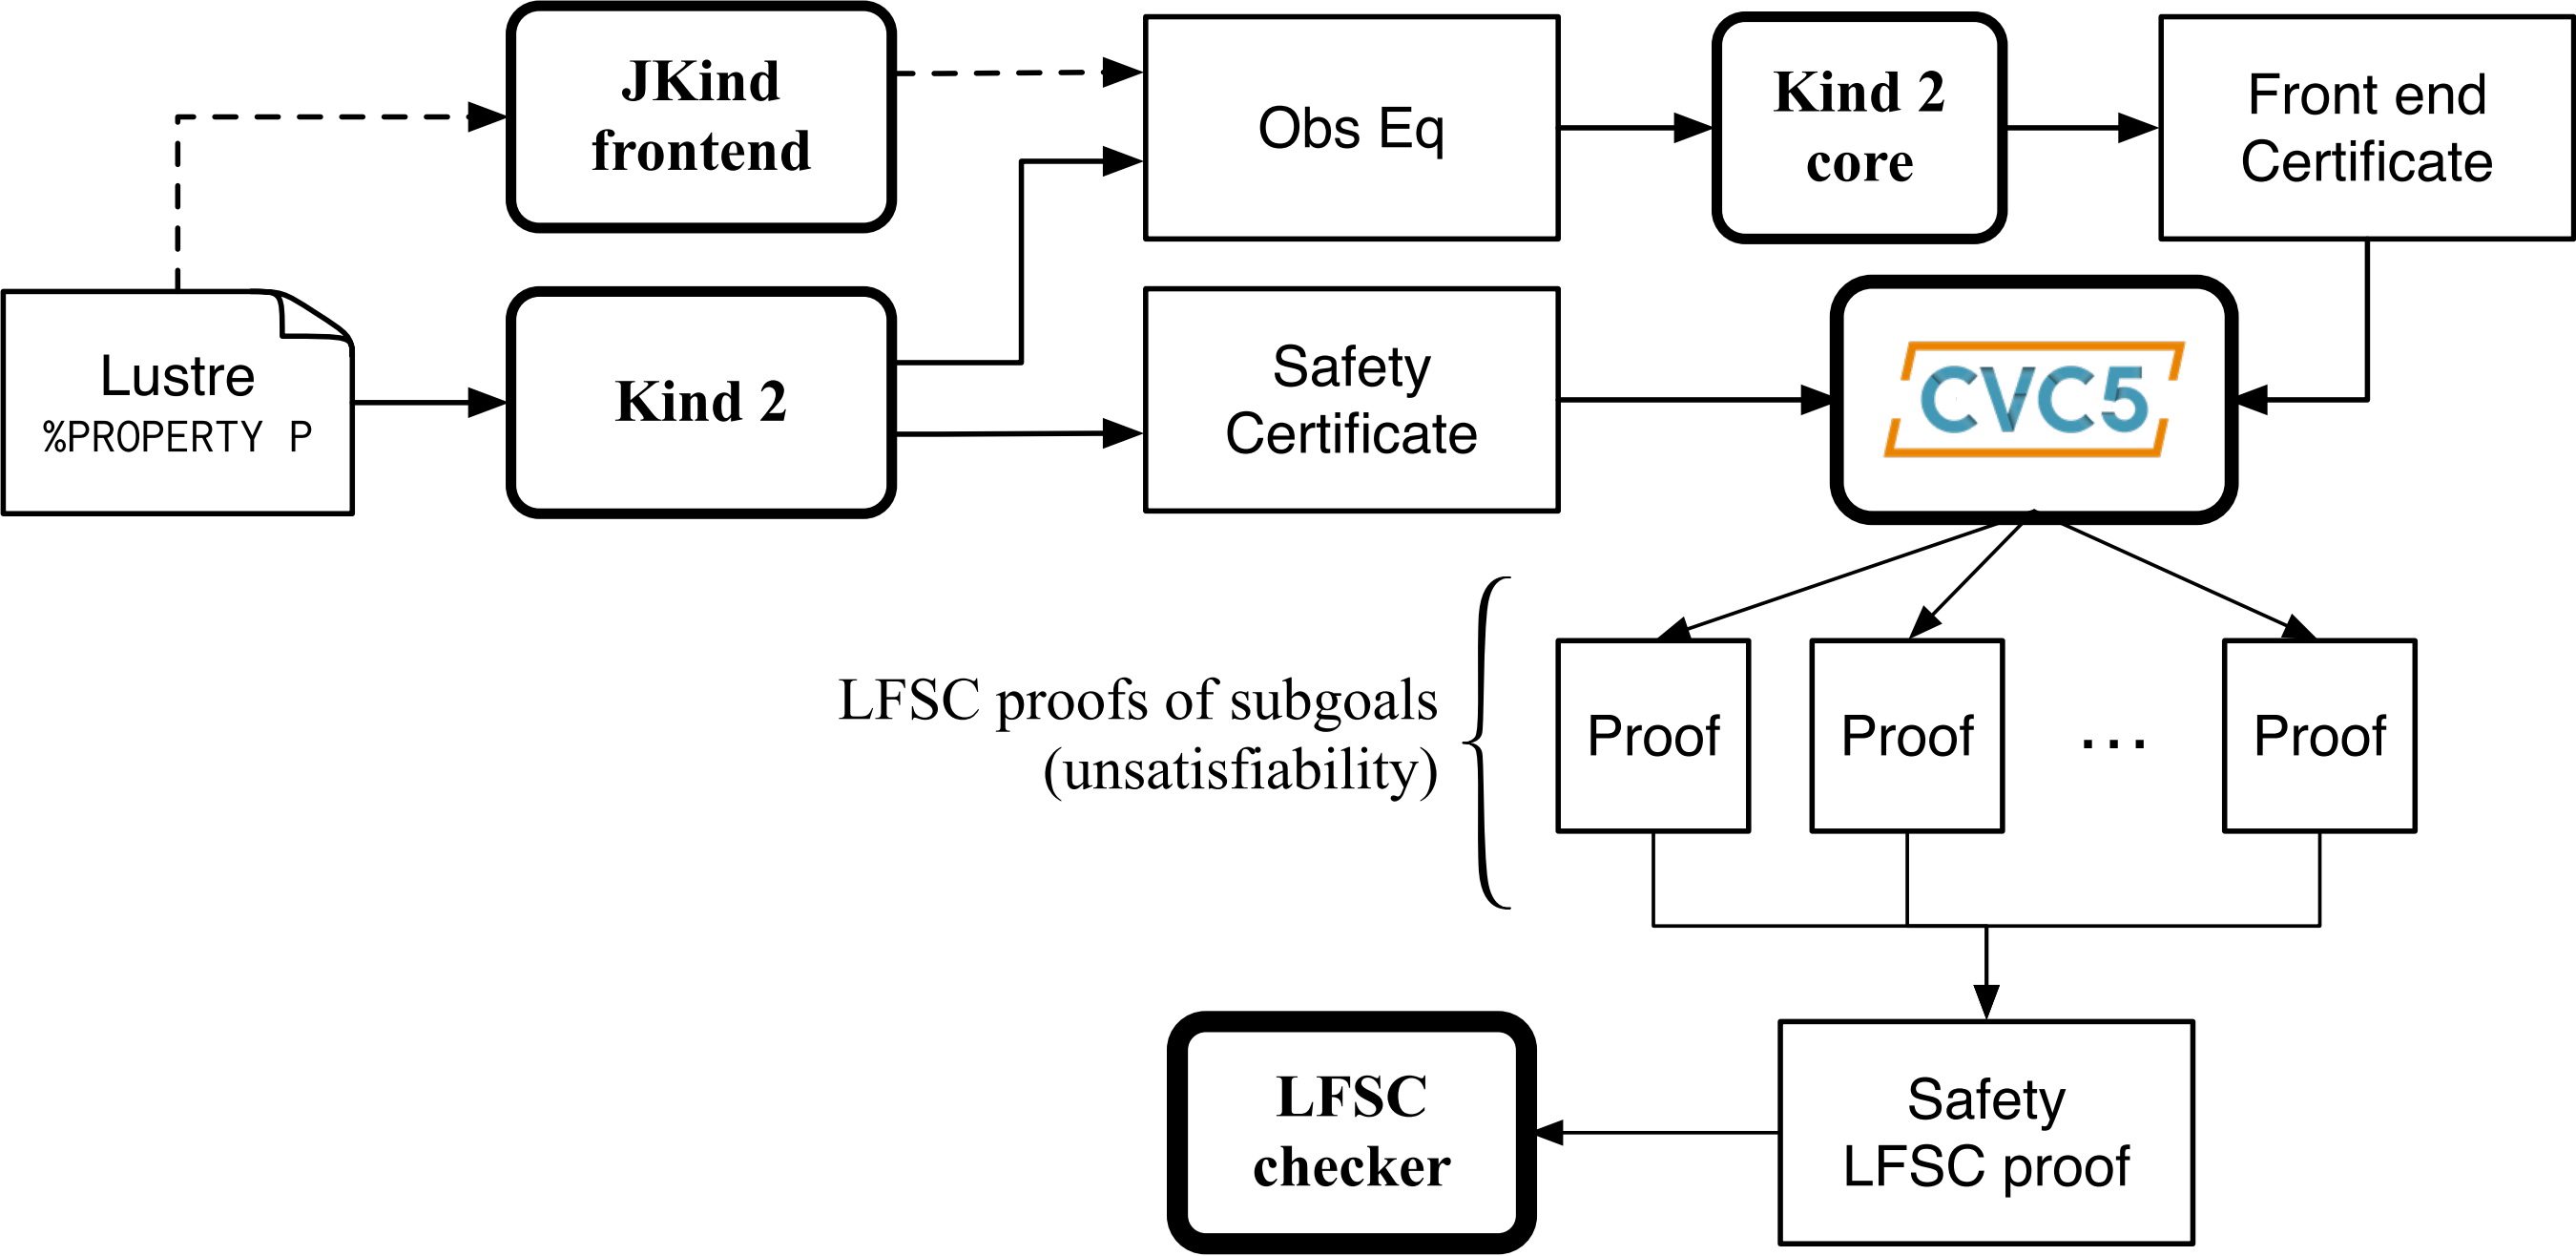 JKind
frontend
Obs Eq
Kind 2
core
Front end
Certificate
Lustre
%PROPERTY P
Kind 2
Safety
Certificate
CVC5
LFSC proofs of subgoals
(unsatisfiability)
Proof
Proof
...
Proof
LFSC
checker
Safety
LFSC proof